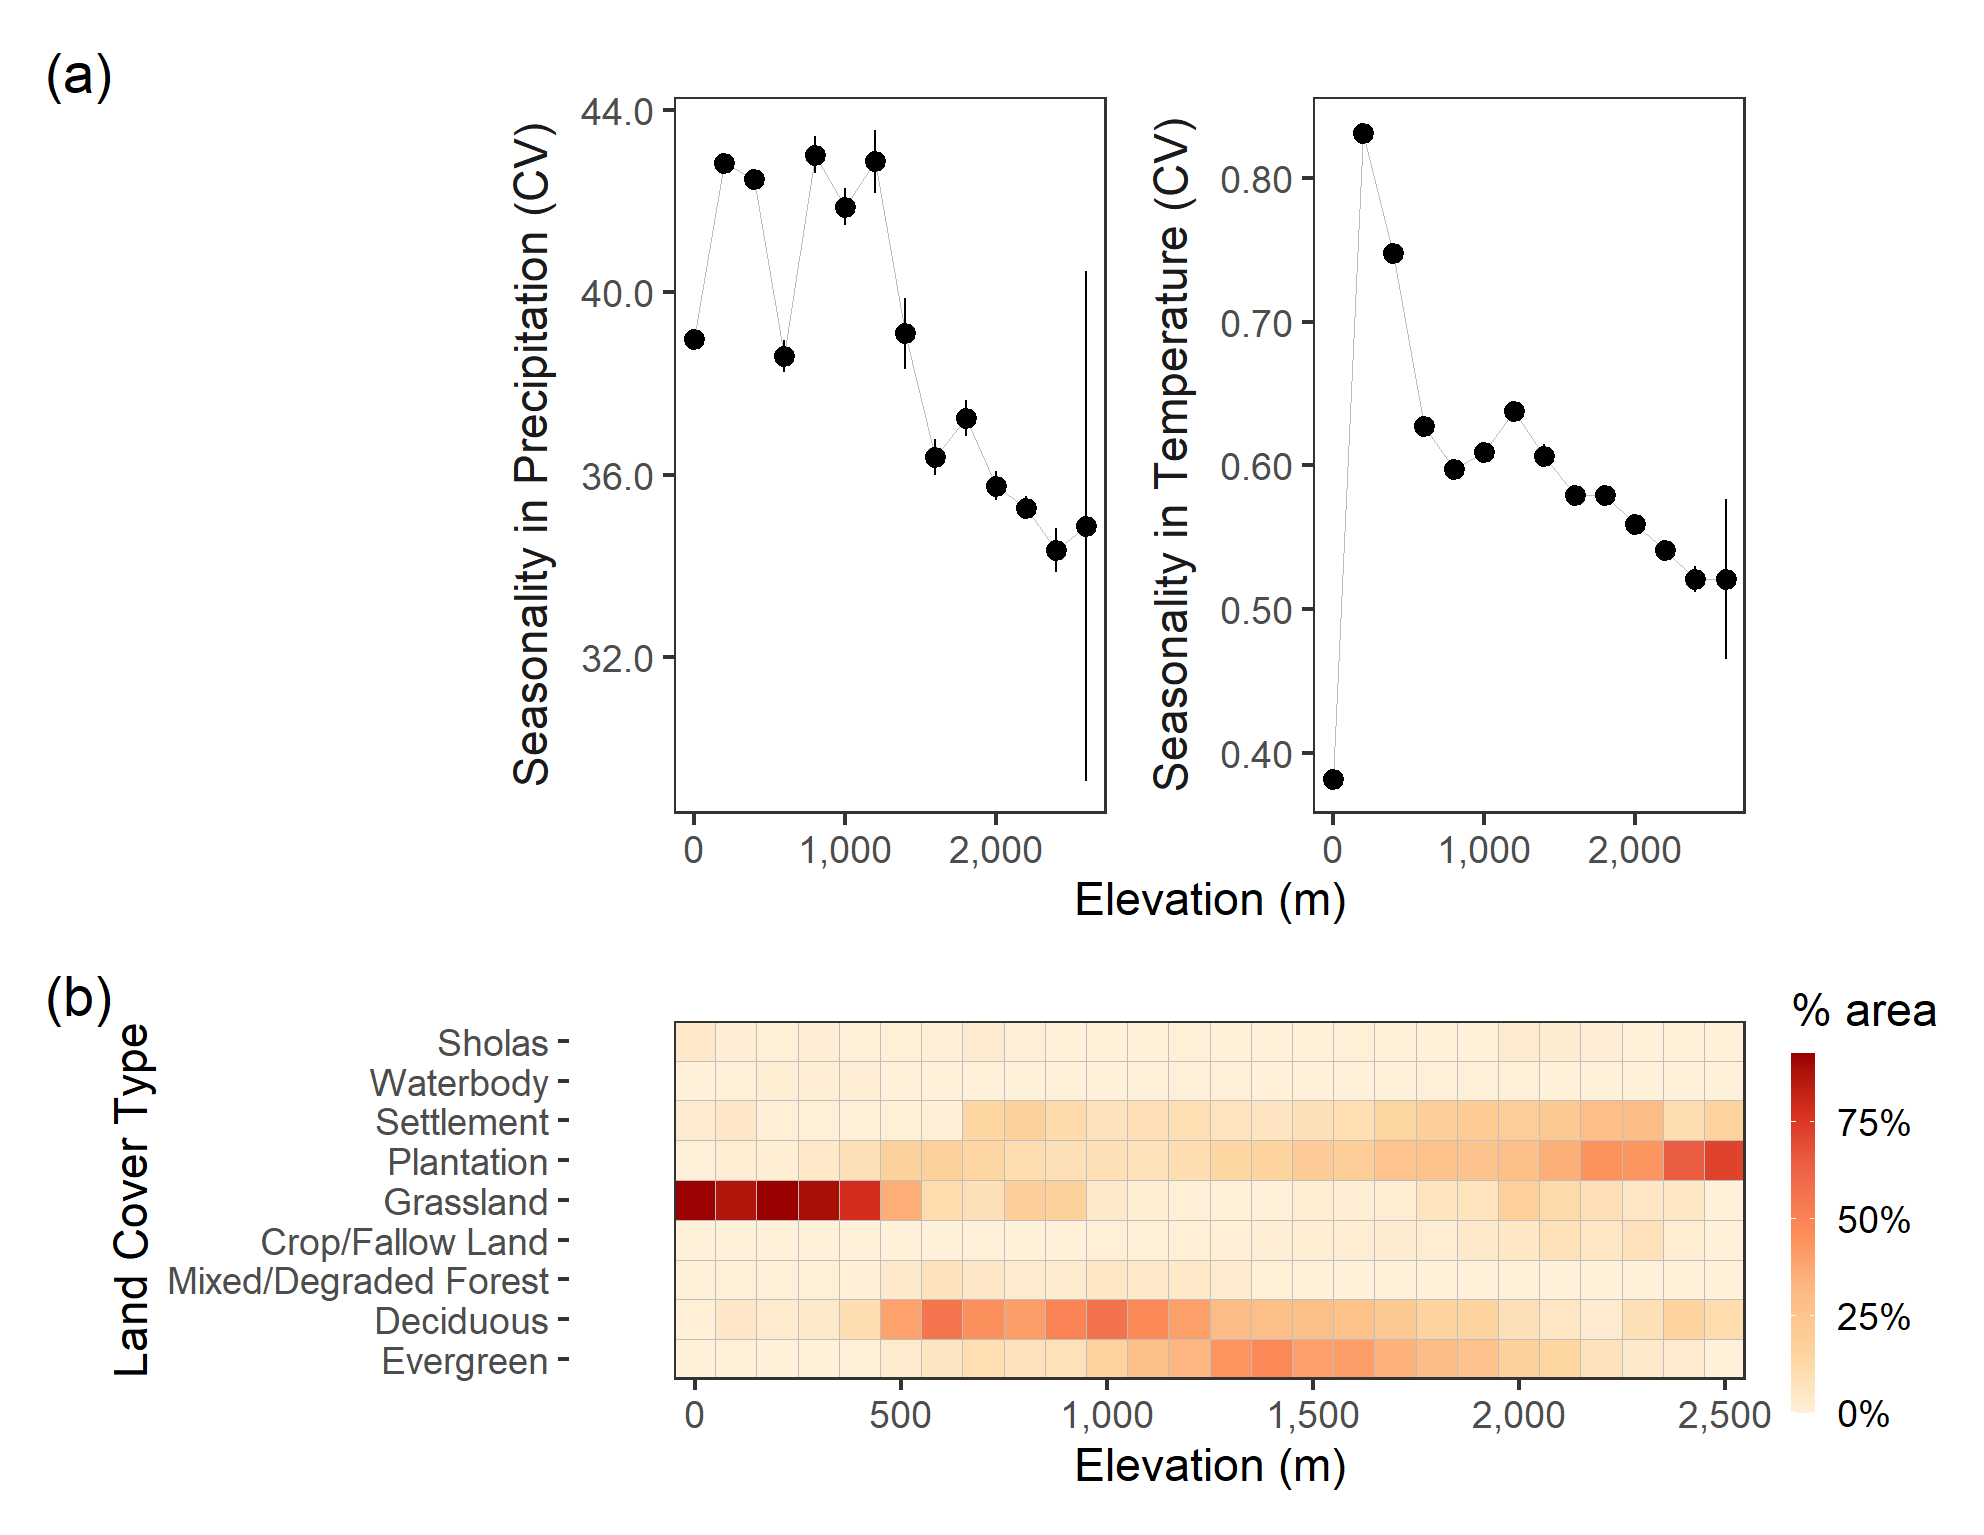 (a)
Seasonality in Precipitation (CV)
44.0
40.0
36.0
32.0
0 1,000 2,000
Seasonality in Temperature (CV)
0.80
0.70
0.60
0.50
0.40
0 1,000 2,000
Elevation (m)
(b)
Land Cover Type
Sholas
Waterbody
Settlement
Plantation
Grassland
Crop/Fallow Land
Mixed/Degraded Forest
Deciduous
Evergreen
0 500 1,000 1,500 2,000 2,500
Elevation (m)
% area
75%
50%
25%
0%